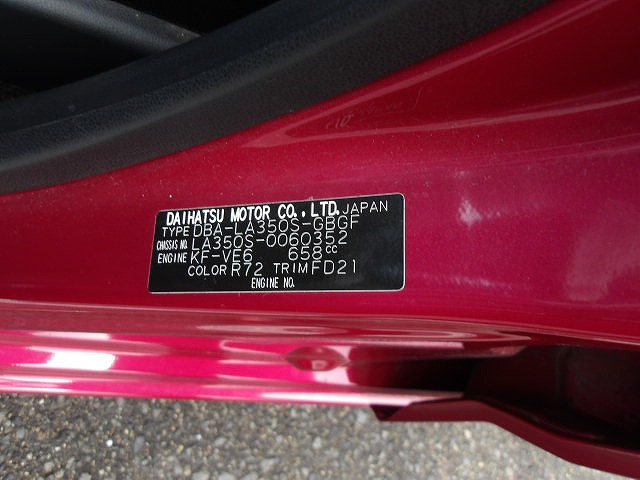 DAIHATSU MOTOR CO.,LTD. JAPAN
TYPE DBA-LA350S-GBGF
CHASSIS NO. LA350S-0060352
ENGINE KF-VE6 658cc
COLOR R72 TRIM FD21
ENGINE NO.